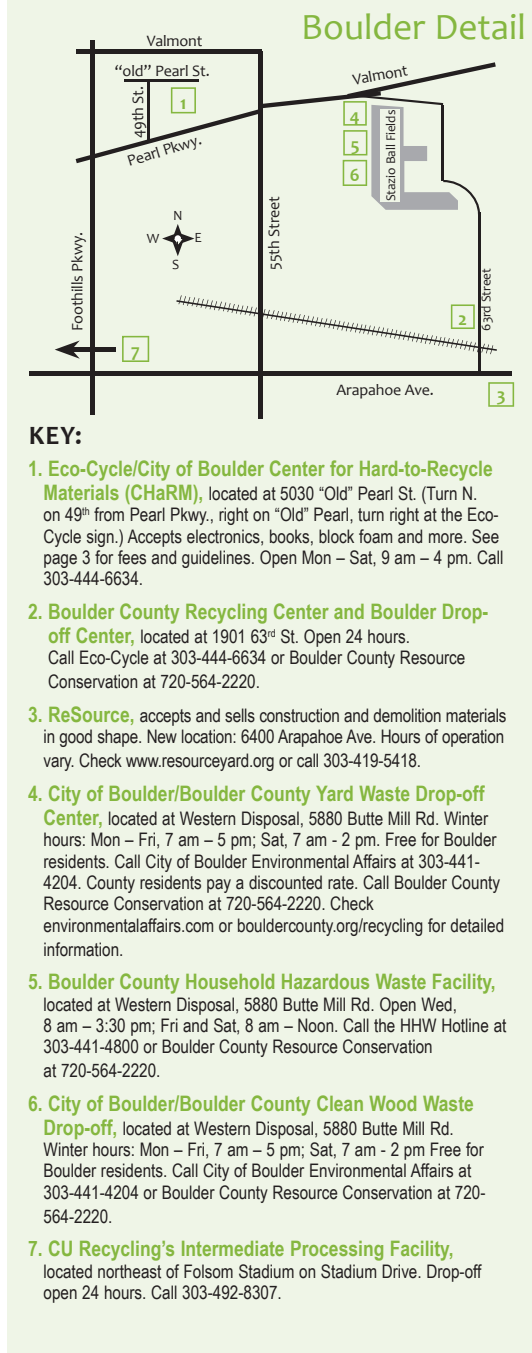 Boulder Detail
Valmont
“old” Pearl St.
Valmont
49th St.
1
Pearl Pkwy.
4
5
6
Stazio Ball Fields
N
W
E
S
55th Street
Foothills Pkwy.
63rd Street
2
7
Arapahoe Ave.
3
KEY:
1. Eco-Cycle/City of Boulder Center for Hard-to-Recycle
Materials (CHaRM), located at 5030 “Old” Pearl St. (Turn N.
on 49th from Pearl Pkwy., right on “Old” Pearl, turn right at the Eco-
Cycle sign.) Accepts electronics, books, block foam and more. See
page 3 for fees and guidelines. Open Mon – Sat, 9 am – 4 pm. Call
303-444-6634.
2. Boulder County Recycling Center and Boulder Drop-
off Center, located at 1901 63rd St. Open 24 hours.
Call Eco-Cycle at 303-444-6634 or Boulder County Resource
Conservation at 720-564-2220.
3. ReSource, accepts and sells construction and demolition materials
in good shape. New location: 6400 Arapahoe Ave. Hours of operation
vary. Check www.resourceyard.org or call 303-419-5418.
4. City of Boulder/Boulder County Yard Waste Drop-off
Center, located at Western Disposal, 5880 Butte Mill Rd. Winter
hours: Mon – Fri, 7 am – 5 pm; Sat, 7 am - 2 pm. Free for Boulder
residents. Call City of Boulder Environmental Affairs at 303-441-
4204. County residents pay a discounted rate. Call Boulder County
Resource Conservation at 720-564-2220. Check
environmentalaffairs.com or bouldercounty.org/recycling for detailed
information.
5. Boulder County Household Hazardous Waste Facility,
located at Western Disposal, 5880 Butte Mill Rd. Open Wed,
8 am – 3:30 pm; Fri and Sat, 8 am – Noon. Call the HHW Hotline at
303-441-4800 or Boulder County Resource Conservation
at 720-564-2220.
6. City of Boulder/Boulder County Clean Wood Waste
Drop-off, located at Western Disposal, 5880 Butte Mill Rd.
Winter hours: Mon – Fri, 7 am – 5 pm; Sat, 7 am - 2 pm Free for
Boulder residents. Call City of Boulder Environmental Affairs at
303-441-4204 or Boulder County Resource Conservation at 720-
564-2220.
7. CU Recycling’s Intermediate Processing Facility,
located northeast of Folsom Stadium on Stadium Drive. Drop-off
open 24 hours. Call 303-492-8307.